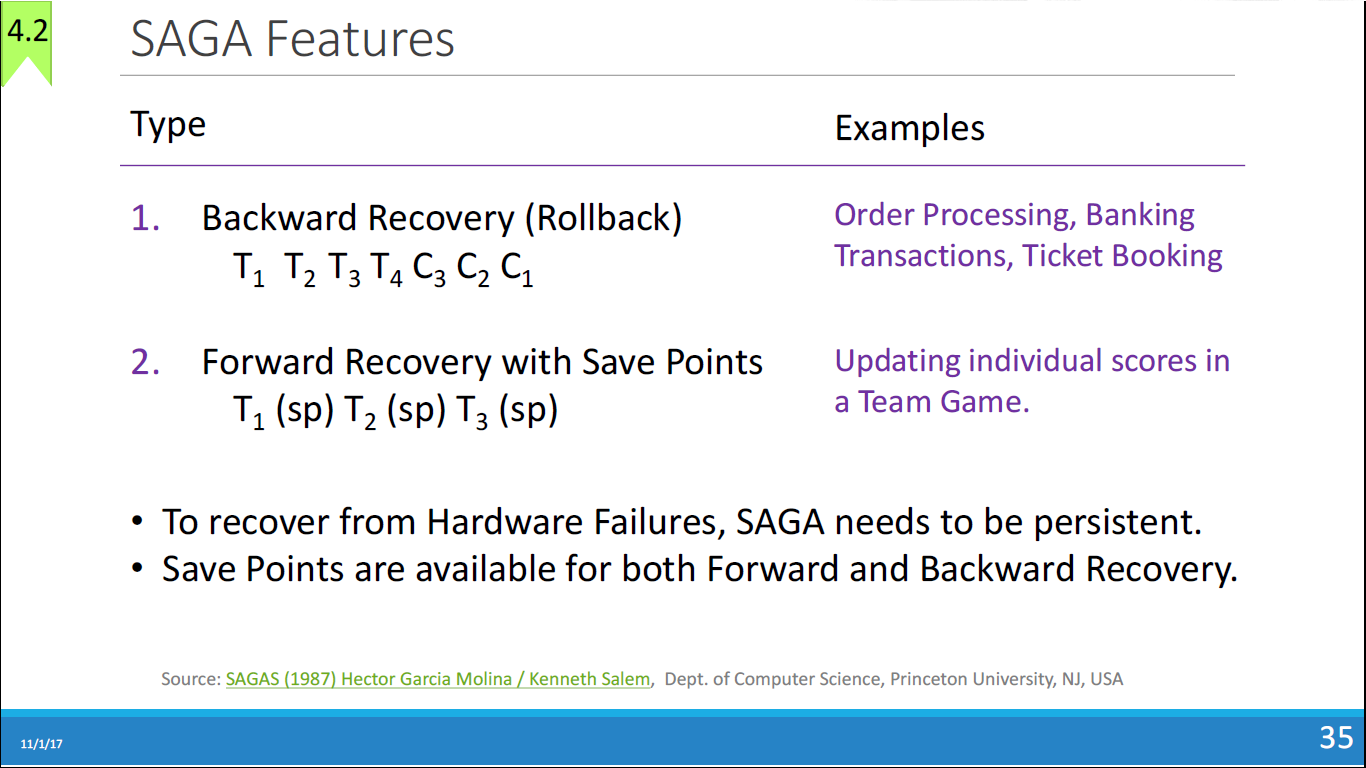 4.2
SAGA Features
Type
Examples
1. Backward Recovery (Rollback)
T1 T2 T3 T4 C3 C2 C1
Order Processing, Banking
Transactions, Ticket Booking
2. Forward Recovery with Save Points
T1 (sp) T2 (sp) T3 (sp)
Updating individual scores in
a Team Game.
• To recover from Hardware Failures, SAGA needs to be persistent.
• Save Points are available for both Forward and Backward Recovery.
Source: SAGAS (1987) Hector Garcia Molina / Kenneth Salem, Dept. of Computer Science, Princeton University, NJ, USA
11/1/17
35